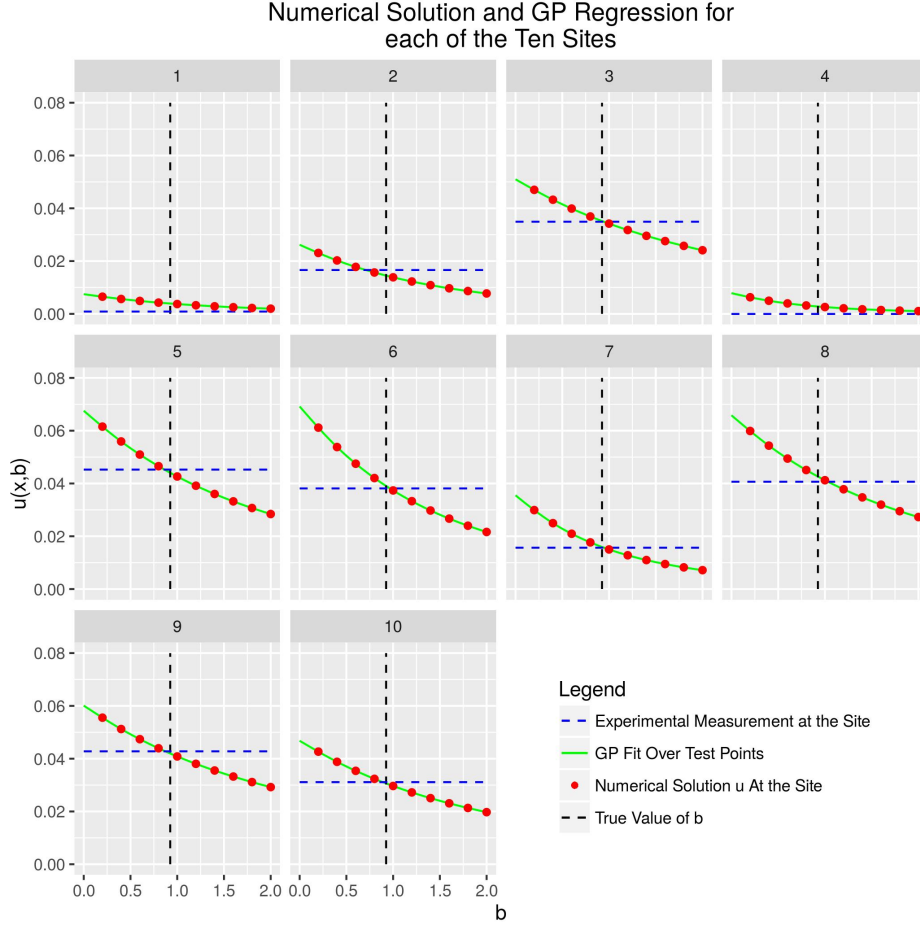 Numerical Solution and GP Regression for
each of the Ten Sites
1 2 3 4
0.08
0.06
0.04
0.02
0.00
5 6 7 8
0.08
0.06
0.04
0.02
0.00
u(x,b)
9 10
0.08
0.06
0.04
0.02
0.00
0.0 0.5 1.0 1.5 2.0 0.0 0.5 1.0 1.5 2.0
b
Legend
Experimental Measurement at the Site
GP Fit Over Test Points
Numerical Solution u At the Site
True Value of b